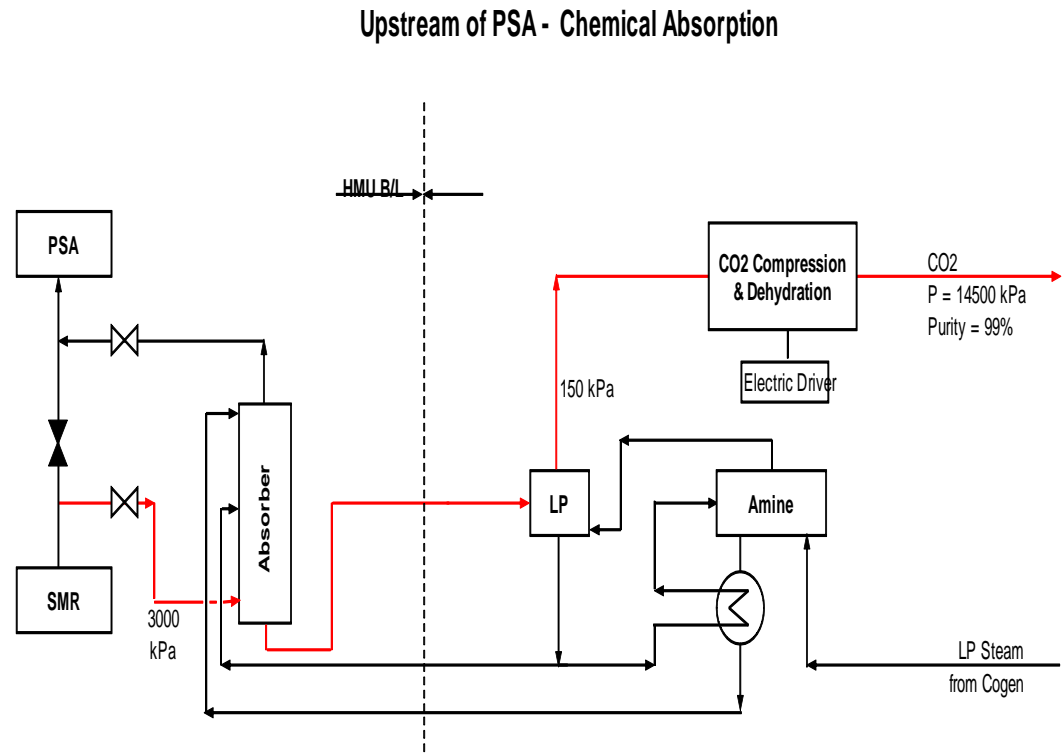 Upstream of PSA - Chemical Absorption
HMU B/L
PSA
CO2 Compression
& Dehydration
CO2
P = 14500 kPa
Purity = 99%
Electric Driver
150 kPa
Absorber
LP
Amine
SMR
3000
kPa
LP Steam
from Cogen